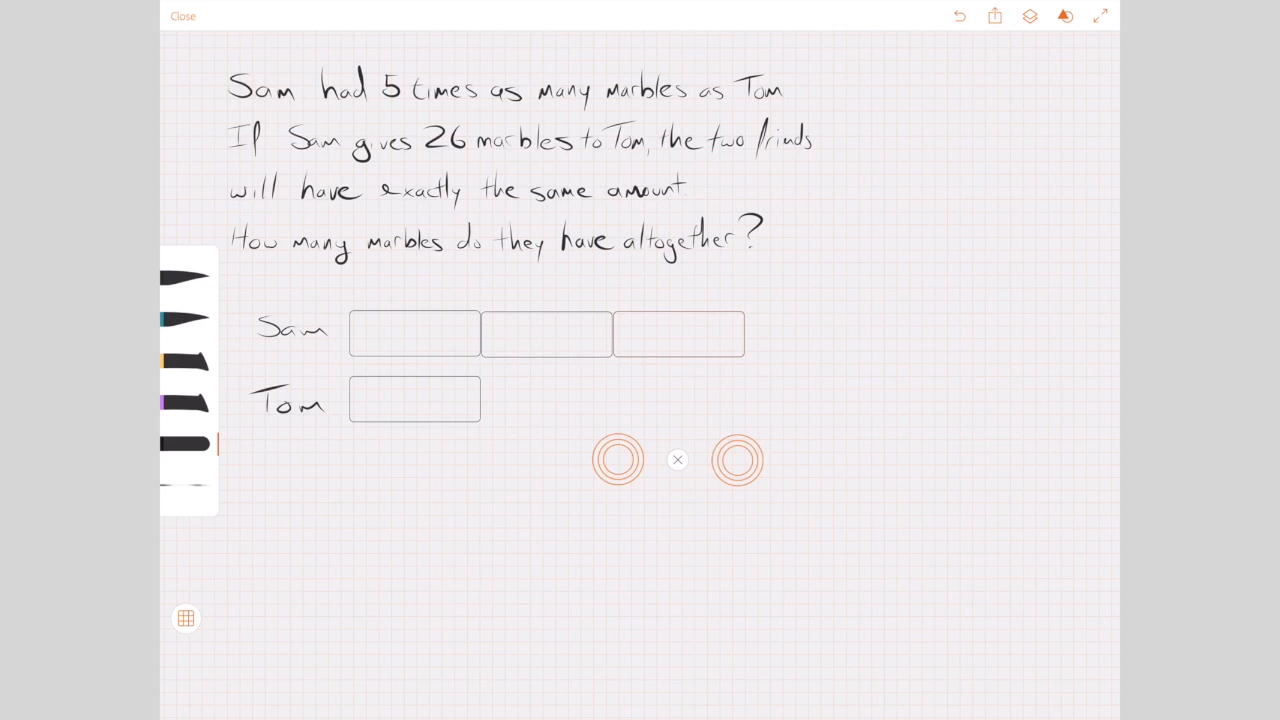 Close
Sam had 5 times as many marbles as Tom
If Sam gives 26 marbles to Tom, the two friends
will have exactly the same amount.
How many marbles do they have altogether?
Sam
Tom